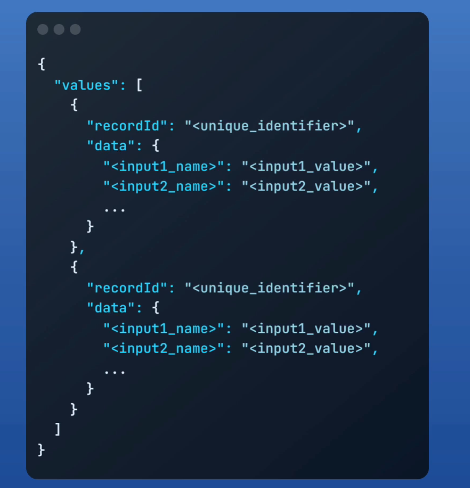 {
  "values": [
    {
      "recordId": "<unique_identifier>",
      "data": {
        "<input1_name>": "<input1_value>",
        "<input2_name>": "<input2_value>",
        ...
      }
    },
    {
      "recordId": "<unique_identifier>",
      "data": {
        "<input1_name>": "<input1_value>",
        "<input2_name>": "<input2_value>",
        ...
      }
    }
  ]
}